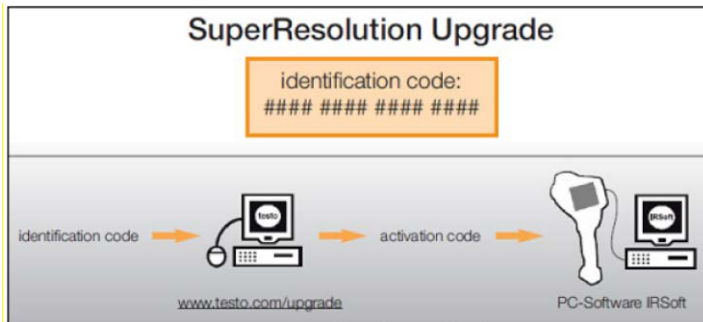 SuperResolution Upgrade
identification code:
#### #### #### ####
identification code
testo
activation code
IRSoft
www.testo.com/upgrade
PC-Software IRSoft